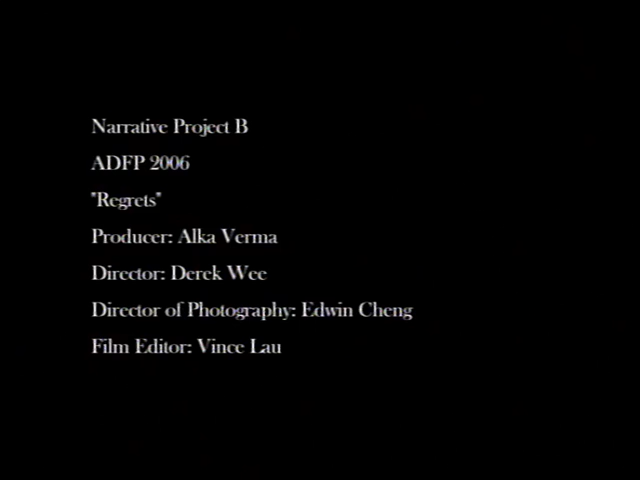 Narrative Project B
ADFP 2006
"Regrets"
Producer: Alka Verma
Director: Derek Wee
Director of Photography: Edwin Cheng
Film Editor: Vince Lau